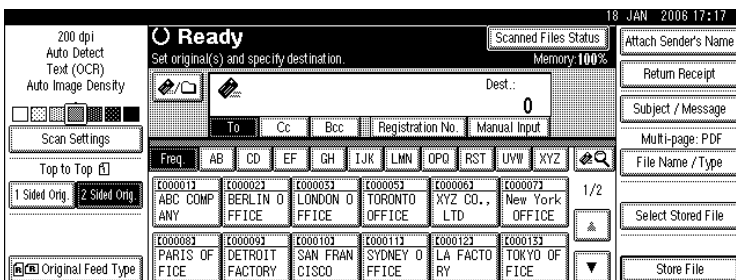 18 JAN 2006 17:17
200 dpi
Auto Detect
Text (OCR)
Auto Image Density
Scan Settings
Top to Top
1 Sided Orig.
2 Sided Orig.
Original Feed Type
Ready
Scanned Files Status
Set original(s) and specify destination.
Memory:100%
Dest.:
0
To
Cc
Bcc
Registration No.
Manual Input
Freq.
AB
CD
EF
GH
IJK
LMN
OPQ
RST
UVW
XYZ
[00001]
ABC COMP
ANY
[00002]
BERLIN O
FFICE
[00003]
LONDON O
FFICE
[00005]
TORONTO
OFFICE
[00006]
XYZ CO.,
LTD
[00007]
New York
OFFICE
1/2
[00008]
PARIS OF
FICE
[00009]
DETROIT
FACTORY
[00010]
SAN FRAN
CISCO
[00011]
SYDNEY O
FFICE
[00012]
LA FACTO
RY
[00013]
TOKYO OF
FICE
Attach Sender's Name
Return Receipt
Subject / Message
Multi-page: PDF
File Name / Type
Select Stored File
Store File